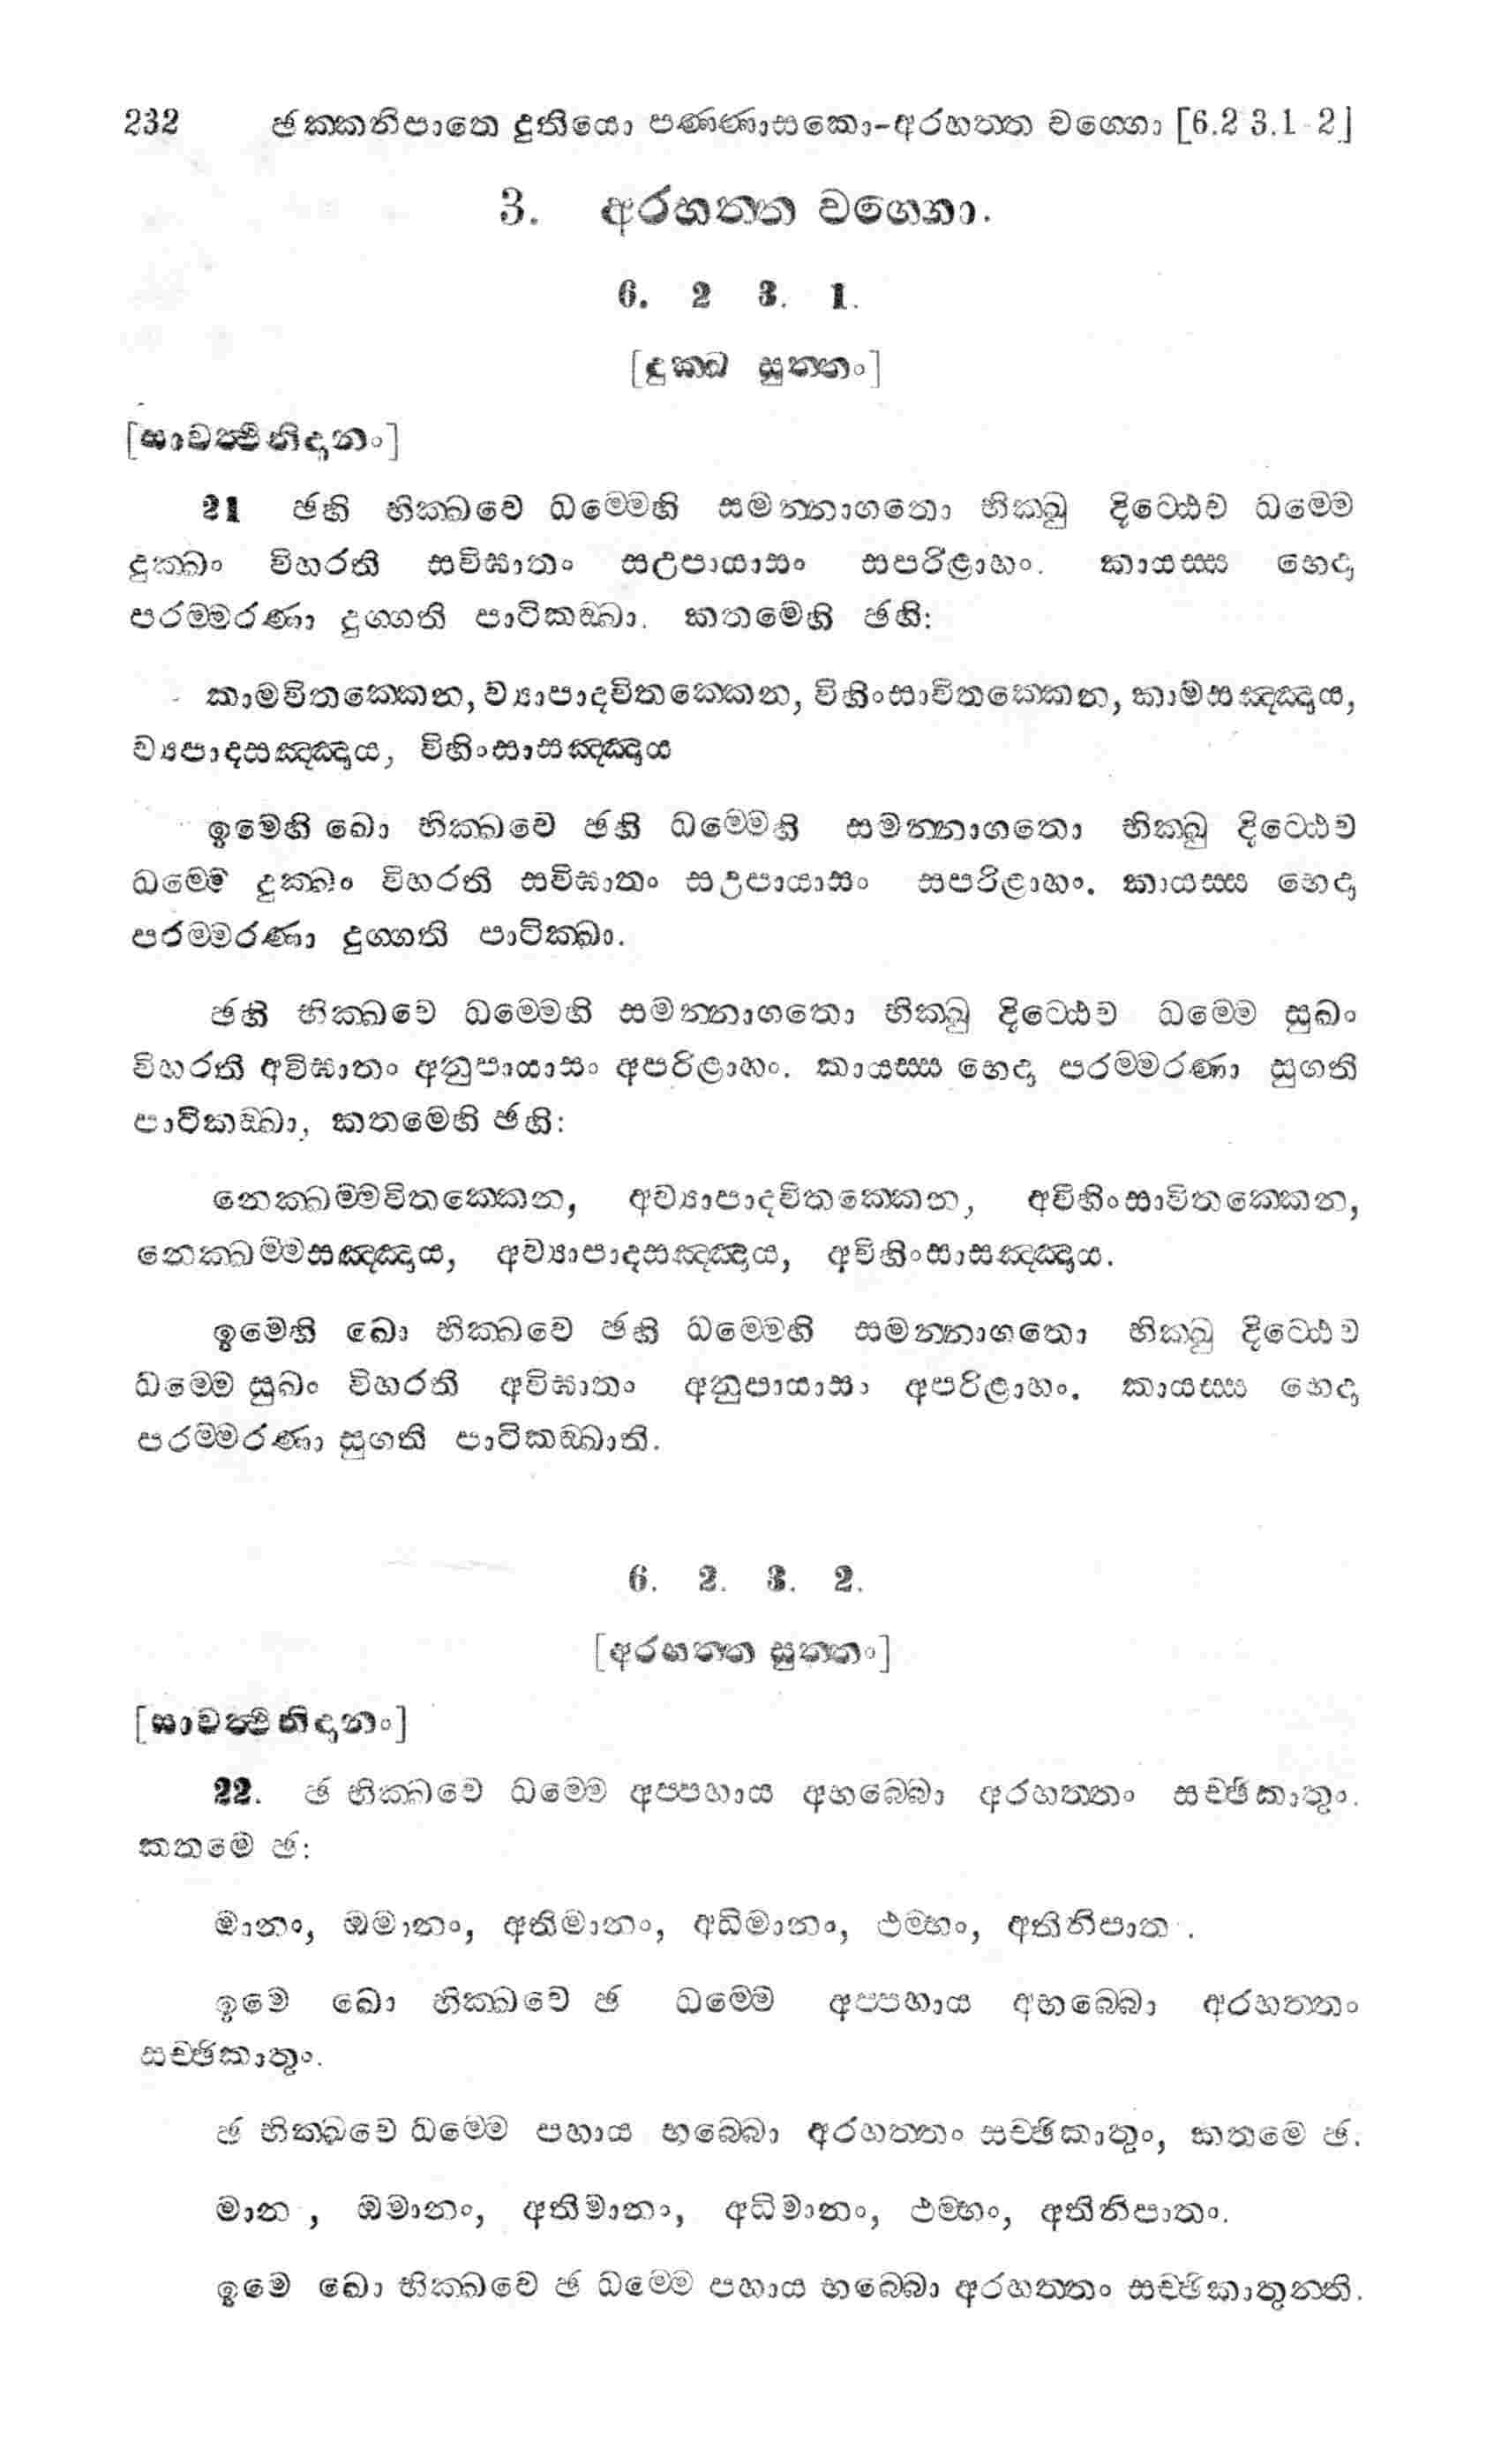 232 ඡක්කනිපාතෙ දුතියො පණ්ණාසකො-අරහත්ත වග්ගො [6.2 3.1-2]
3. අරහත්ත වග්ගො.
6. 2 3. 1.
[දුක්ඛ සුත්තං]
[සාවත්‍ථිනිදානං]
21 ඡහි භික්ඛවෙ ධම්මෙහි සමන්නාගතො භික්ඛු දිට්ඨෙව ධම්මෙ
දුක්ඛං විහරති සවිඝාතං සඋපායාසං සපරිළාහං. කායස්ස භෙදා
පරම්මරණා දුග්ගති පාටිකඞ්ඛා. කතමෙහි ඡහි:
කාමවිතක්කෙන, ව්‍යාපාදවිතක්කෙන, විහිංසාවිතක්කෙන, කාමසඤ්ඤාය,
ව්‍යපාදසඤ්ඤාය, විහිංසාසඤ්ඤාය
ඉමෙහි ඛො භික්ඛවෙ ඡහි ධම්මෙහි සමන්නාගතො භික්ඛු දිට්ඨෙව
ධම්මෙ දුක්ඛං විහරති සවිඝාතං සඋපායාසං සපරිළාහං. කායස්ස භෙදා
පරම්මරණා දුග්ගති පාටික්ඛා.
ඡහි භික්ඛවෙ ධම්මෙහි සමන්නාගතො භික්ඛු දිට්ඨෙව ධම්මෙ සුඛං
විහරති අවිඝාතං අනුපායාසං අපරිළාහං. කායස්ස භෙදා පරම්මරණා සුගති
පාටිකඞ්ඛා, කතමෙහි ඡහි:
නෙක්ඛම්මවිතක්කෙන, අව්‍යාපාදවිතක්කෙන, අවිහිංසාවිතක්කෙන,
නෙක්ඛම්මසඤ්ඤාය, අව්‍යාපාදසඤ්ඤාය, අවිහිංසාසඤ්ඤාය.
ඉමෙහි ඛො භික්ඛවෙ ඡහි ධම්මෙහි සමන්නාගතො භික්ඛු දිට්ඨෙව
ධම්මෙ සුඛං විහරති අවිඝාතං අනුපායාසං අපරිළාහං. කායස්ස භෙදා
පරම්මරණා සුගති පාටිකඞ්ඛාති.
6. 2. 3. 2.
[අරහත්ත සුත්තං]
[සාවත්‍ථිනිදානං]
22. ඡ භික්ඛවෙ ධම්මෙ අප්පහාය අභබ්බො අරහත්තං සච්ඡිකාතුං.
කතමෙ ඡ:
මානං, ඔමානං, අතිමානං, අධිමානං, ථම්භං, අතිනිපාත .
ඉමෙ ඛො භික්ඛවෙ ඡ ධම්මෙ අප්පහාය අභබ්බො අරහත්තං
සච්ඡිකාතුං.
ඡ භික්ඛවෙ ධම්මෙ පහාය භබ්බො අරහත්තං සච්ඡිකාතුං, කතමෙ ඡ.
මාන , ඔමානං, අතිමානං, අධිමානං, ථම්භං, අතිනිපාතං.
ඉමෙ ඛො භික්ඛවෙ ඡ ධම්මෙ පහාය භබ්බො අරහත්තං සච්ඡිකාතුන්ති.